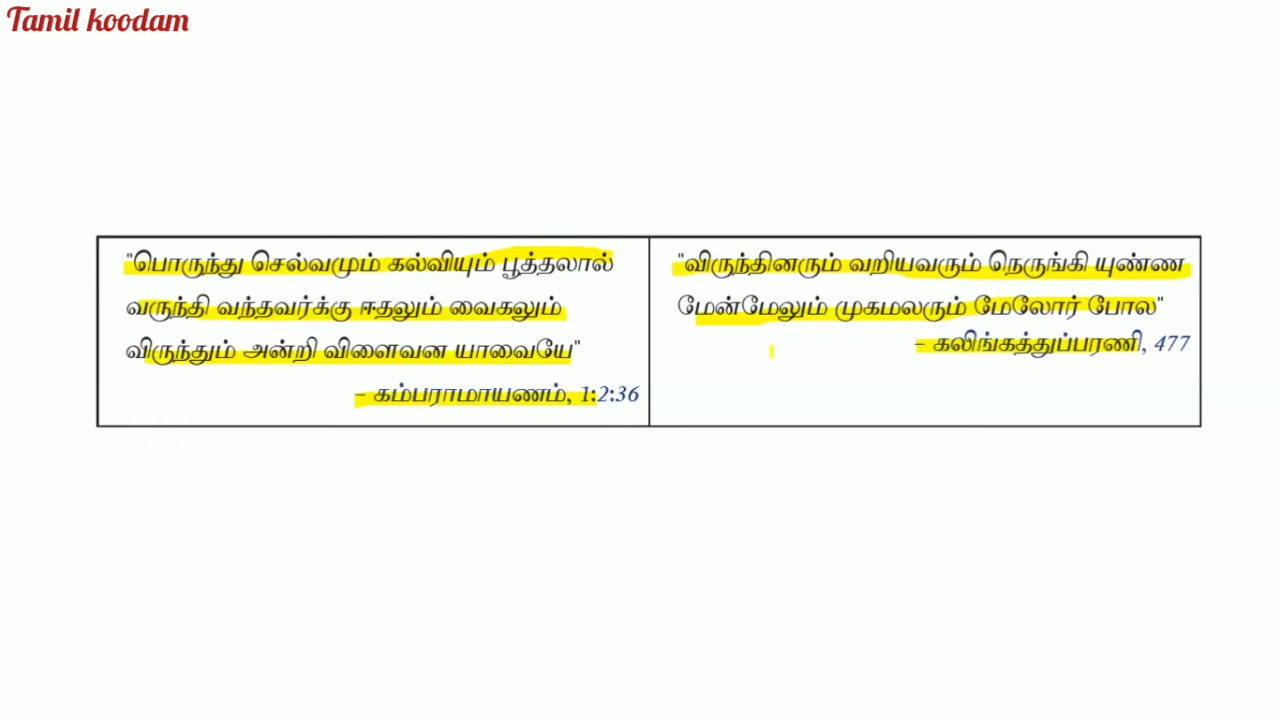 Tamil koodam
"பொருந்து செல்வமும் கல்வியும் பூத்தலால்
வருந்தி வந்தவர்க்கு ஈதலும் வைகலும்
விருந்தும் அன்றி விளைவன யாவையே"
– கம்பராமாயணம், 1:2:36
"விருந்தினரும் வறியவரும் நெருங்கி யுண்ண
மேன்மேலும் முகமலரும் மேலோர் போல"
– கலிங்கத்துப்பரணி, 477